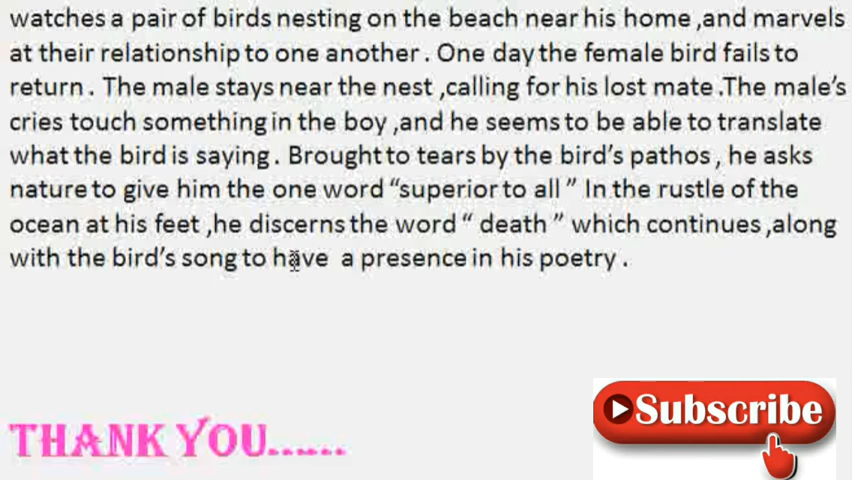 watches a pair of birds nesting on the beach near his home ,and marvels
at their relationship to one another . One day the female bird fails to
return . The male stays near the nest ,calling for his lost mate .The male’s
cries touch something in the boy ,and he seems to be able to translate
what the bird is saying . Brought to tears by the bird’s pathos , he asks
nature to give him the one word “superior to all ” In the rustle of the
ocean at his feet ,he discerns the word “ death ” which continues ,along
with the bird’s song to have a presence in his poetry .
Subscribe
THANK YOU......